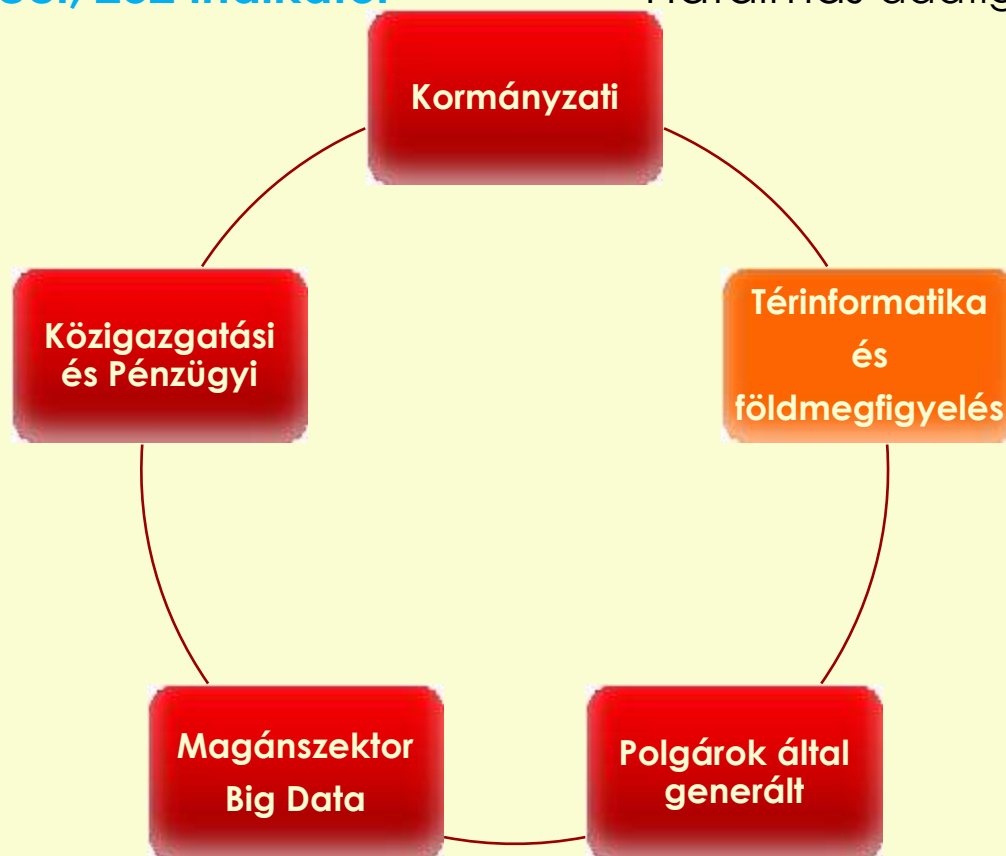 Kormányzati
Térinformatika
és
földmegfigyelés
Közigazgatási
és Pénzügyi
Magánszektor
Big Data
Polgárok által
generált